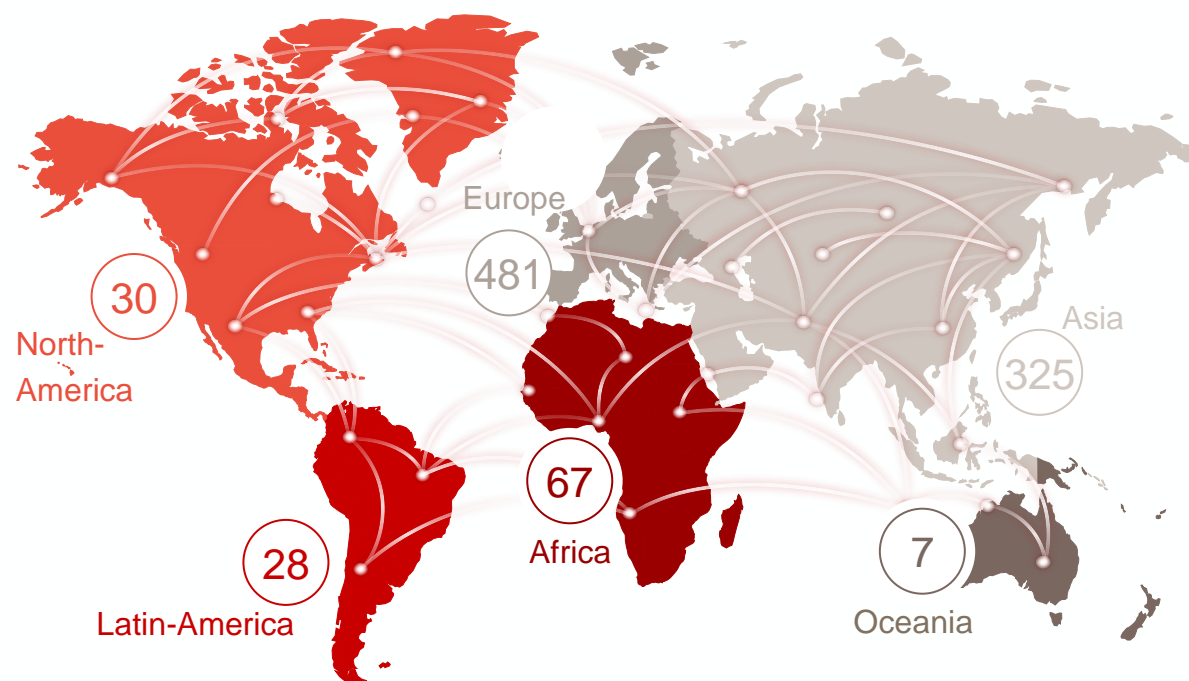 Europe
481
30
North-
America
Asia
325
67
Africa
28
Latin-America
7
Oceania